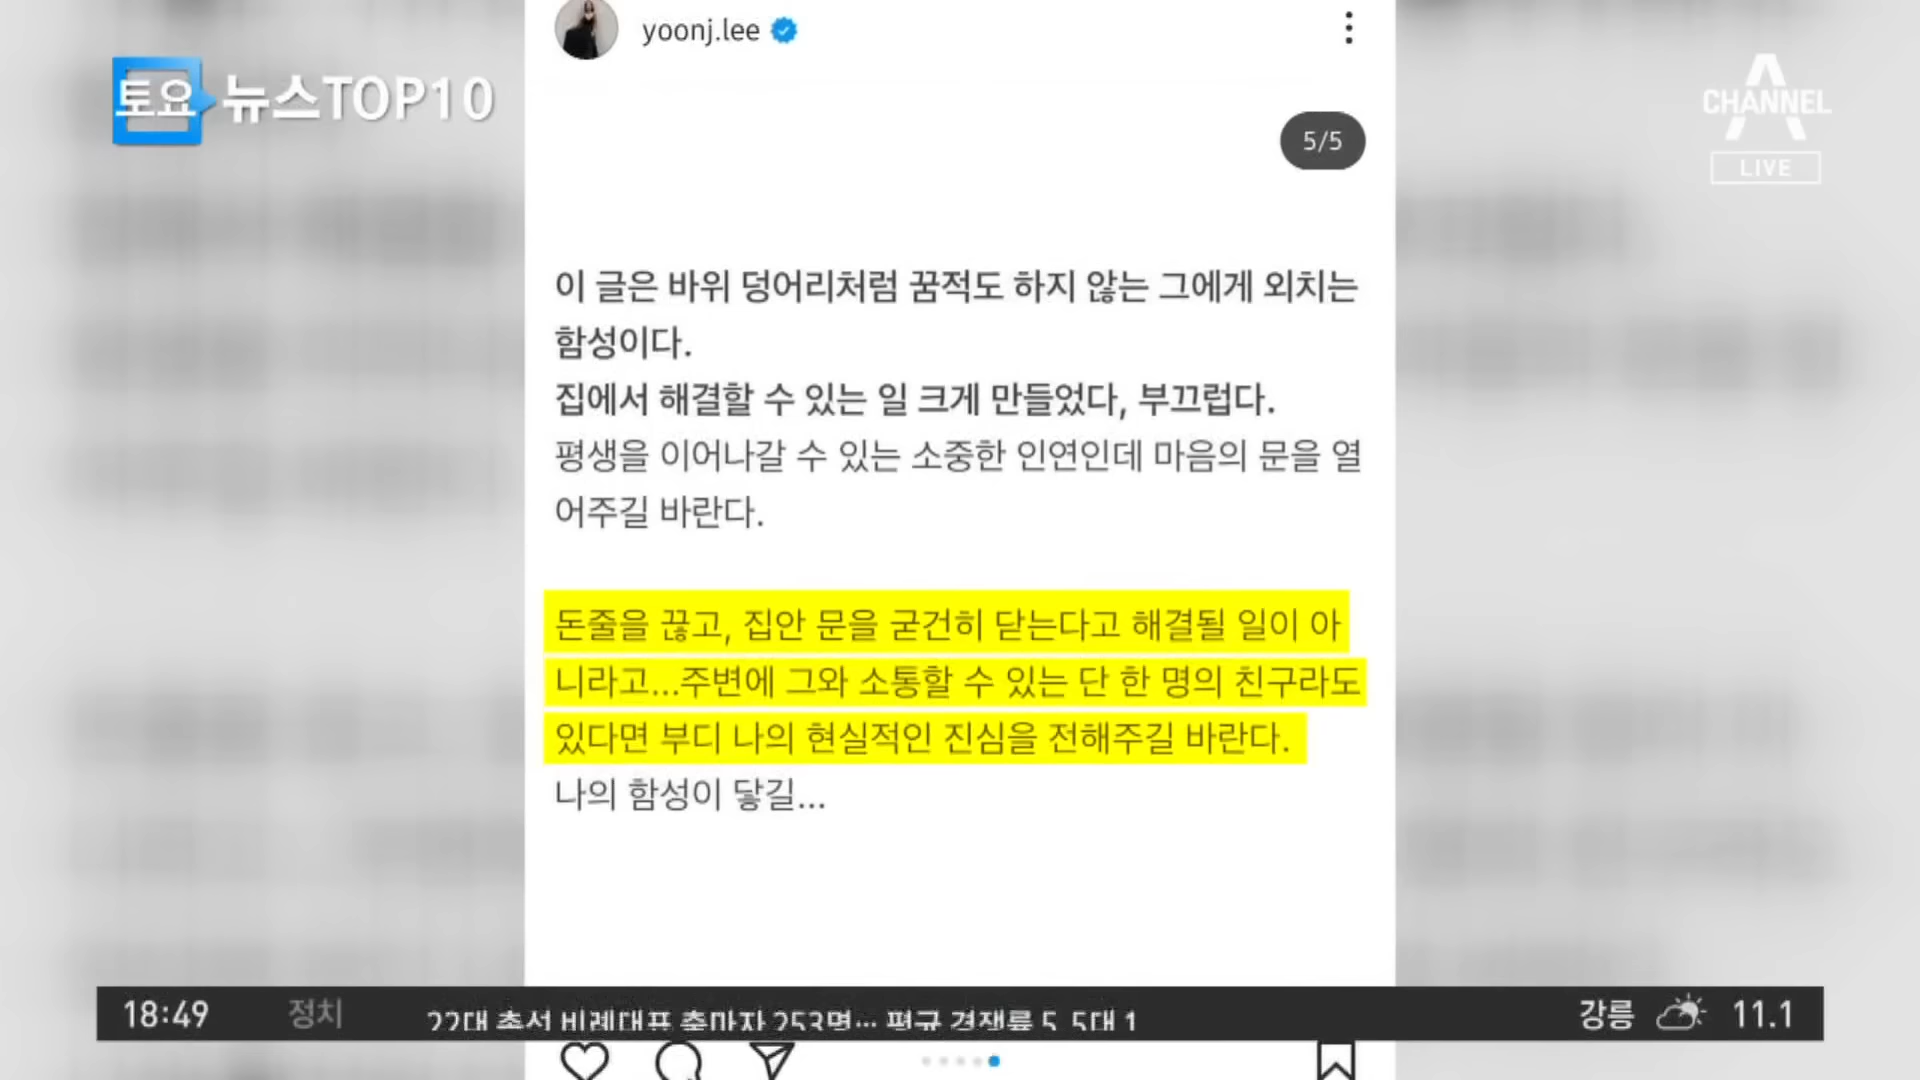 yoonj.lee
토요 뉴스TOP10
CHANNEL A
LIVE
5/5
이 글은 바위 덩어리처럼 꿈적도 하지 않는 그에게 외치는
함성이다.
집에서 해결할 수 있는 일 크게 만들었다, 부끄럽다.
평생을 이어나갈 수 있는 소중한 인연인데 마음의 문을 열
어주길 바란다.
돈줄을 끊고, 집안 문을 굳건히 닫는다고 해결될 일이 아
니라고...주변에 그와 소통할 수 있는 단 한 명의 친구라도
있다면 부디 나의 현실적인 진심을 전해주길 바란다.
나의 함성이 닿길...
18:49 정치 22대 총선 비례대표 출마자 253명… 평균 경쟁률 5.5대 1 강릉 11.1